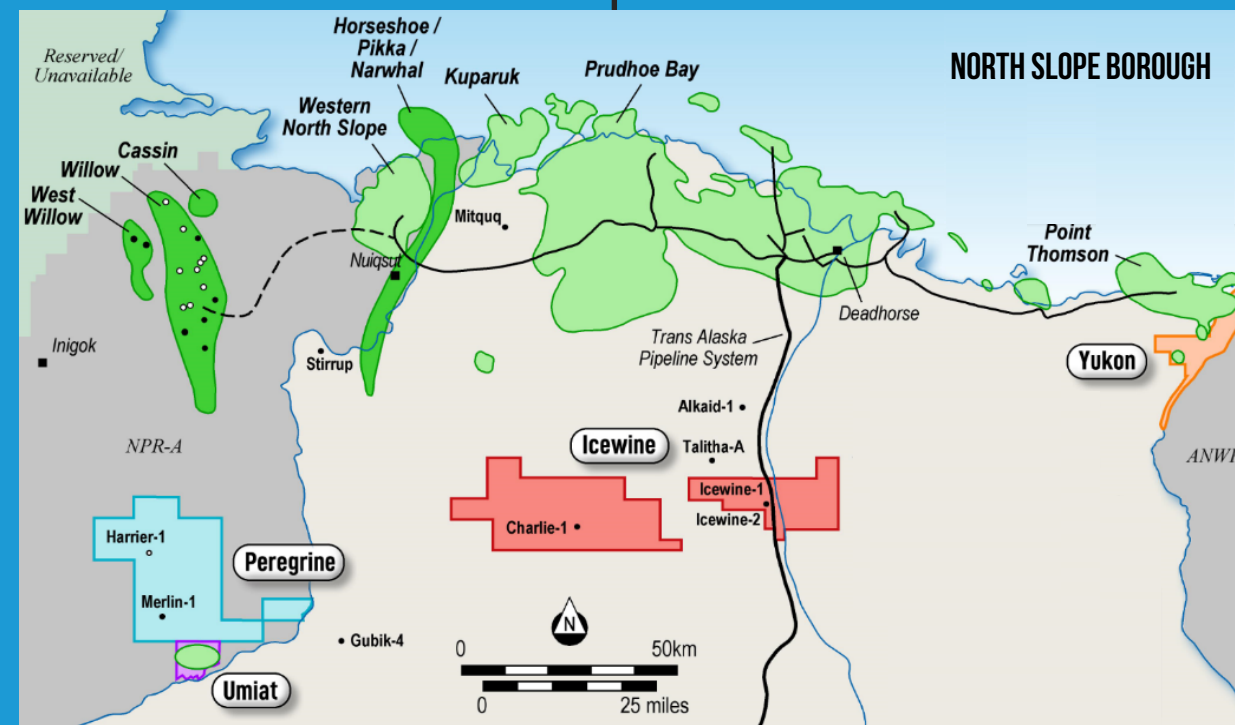 NORTH SLOPE BOROUGH
Reserved/
Unavailable
Horseshoe /
Pikka /
Narwhal
Kuparuk
Prudhoe Bay
Western
North Slope
Cassin
Willow
West
Willow
Mitquq
Nuiqsut
Point
Thomson
Deadhorse
Trans Alaska
Pipeline System
Inigok
Stirrup
Yukon
Alkaid-1
NPR-A
Icewine
Talitha-A
ANWR
Icewine-1
Icewine-2
Charlie-1
Harrier-1
Peregrine
Merlin-1
Gubik-4
N
0
50km
0
25 miles
Umiat